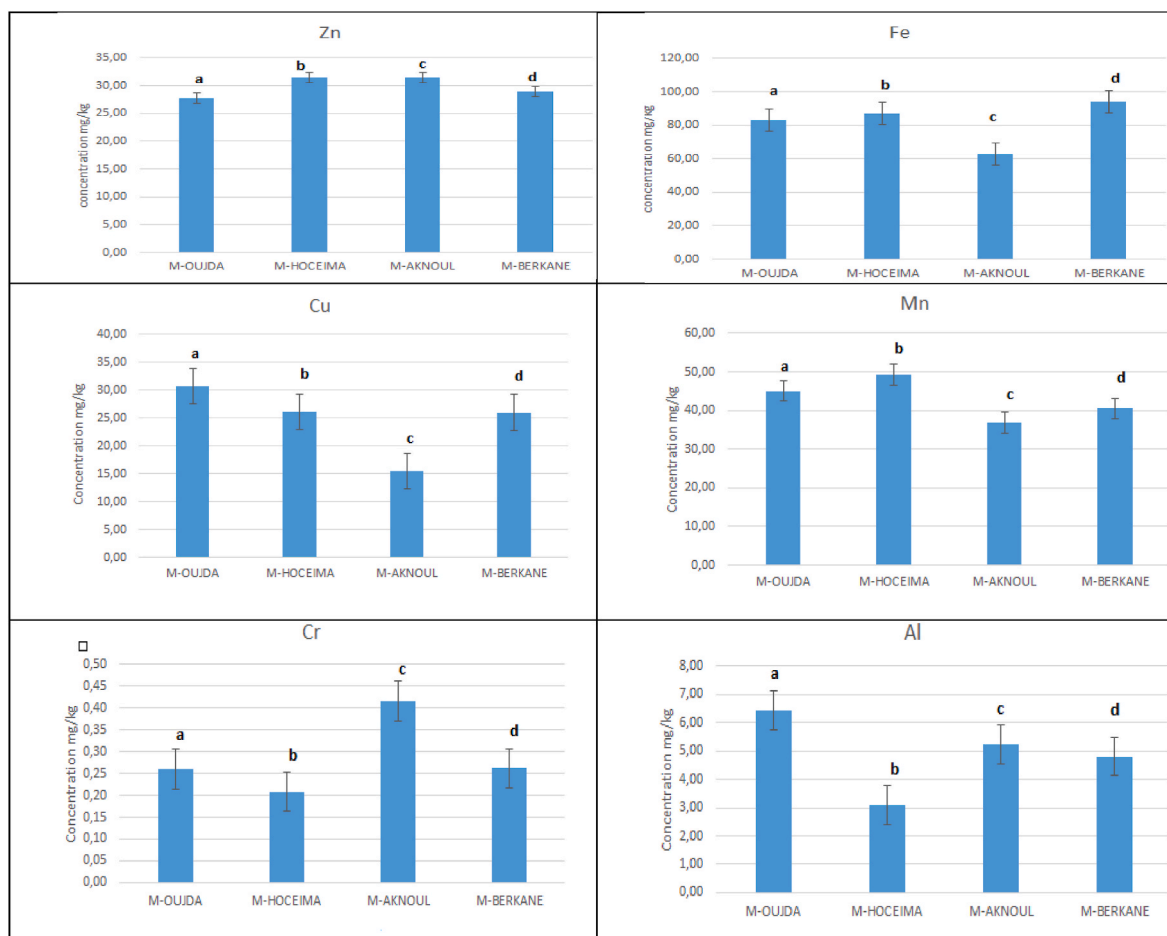 Zn
concentration mg/kg
35,00
30,00
25,00
20,00
15,00
10,00
5,00
0,00
a
b
c
d
M-OUJDA M-HOCEIMA M-AKNOUL M-BERKANE
Fe
concentration mg/kg
120,00
100,00
80,00
60,00
40,00
20,00
0,00
a
b
c
d
M-OUJDA M-HOCEIMA M-AKNOUL M-BERKANE
Cu
Concentration mg/kg
40,00
35,00
30,00
25,00
20,00
15,00
10,00
5,00
0,00
a
b
c
d
M-OUJDA M-HOCEIMA M-AKNOUL M-BERKANE
Mn
Concentration mg/kg
60,00
50,00
40,00
30,00
20,00
10,00
0,00
a
b
c
d
M-OUJDA M-HOCEIMA M-AKNOUL M-BERKANE
Cr
Concentration mg/kg
0,50
0,45
0,40
0,35
0,30
0,25
0,20
0,15
0,10
0,05
0,00
a
b
c
d
M-OUJDA M-HOCEIMA M-AKNOUL M-BERKANE
Al
Concentration mg/kg
8,00
7,00
6,00
5,00
4,00
3,00
2,00
1,00
0,00
a
b
c
d
M-OUJDA M-HOCEIMA M-AKNOUL M-BERKANE